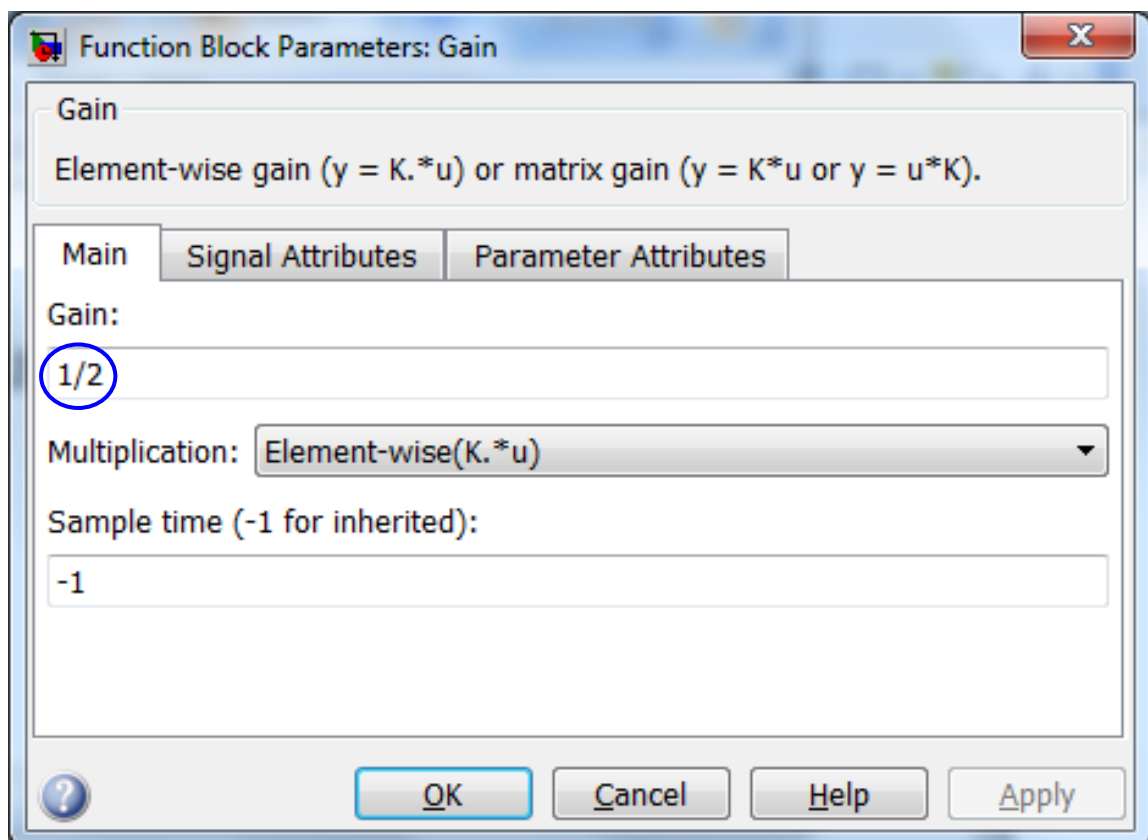 Function Block Parameters: Gain
Gain
Element-wise gain (y = K.*u) or matrix gain (y = K*u or y = u*K).
Main Signal Attributes Parameter Attributes
Gain:
1/2
Multiplication: Element-wise(K.*u)
Sample time (-1 for inherited):
-1
? OK Cancel Help Apply